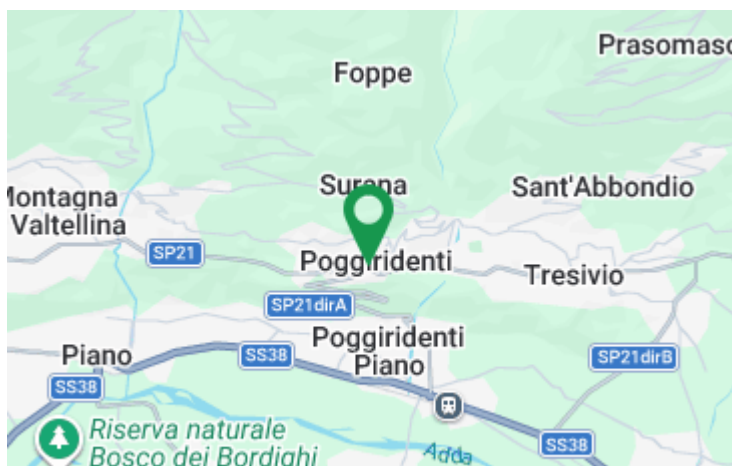 Prasomaso
Foppe
Surana
Sant'Abbondio
Montagna
Valtellina
SP21
Poggiridenti
Tresivio
SP21dirA
Poggiridenti
Piano
Piano
SS38
SP21dirB
SS38
SS38
Riserva naturale
Bosco dei Bordighi
Adda